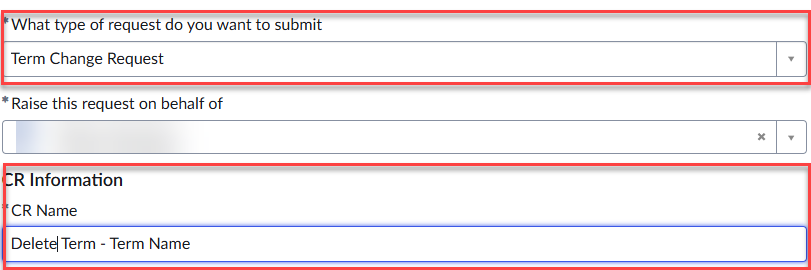 *What type of request do you want to submit
Term Change Request
*Raise this request on behalf of
CR Information
*CR Name
Delete Term - Term Name